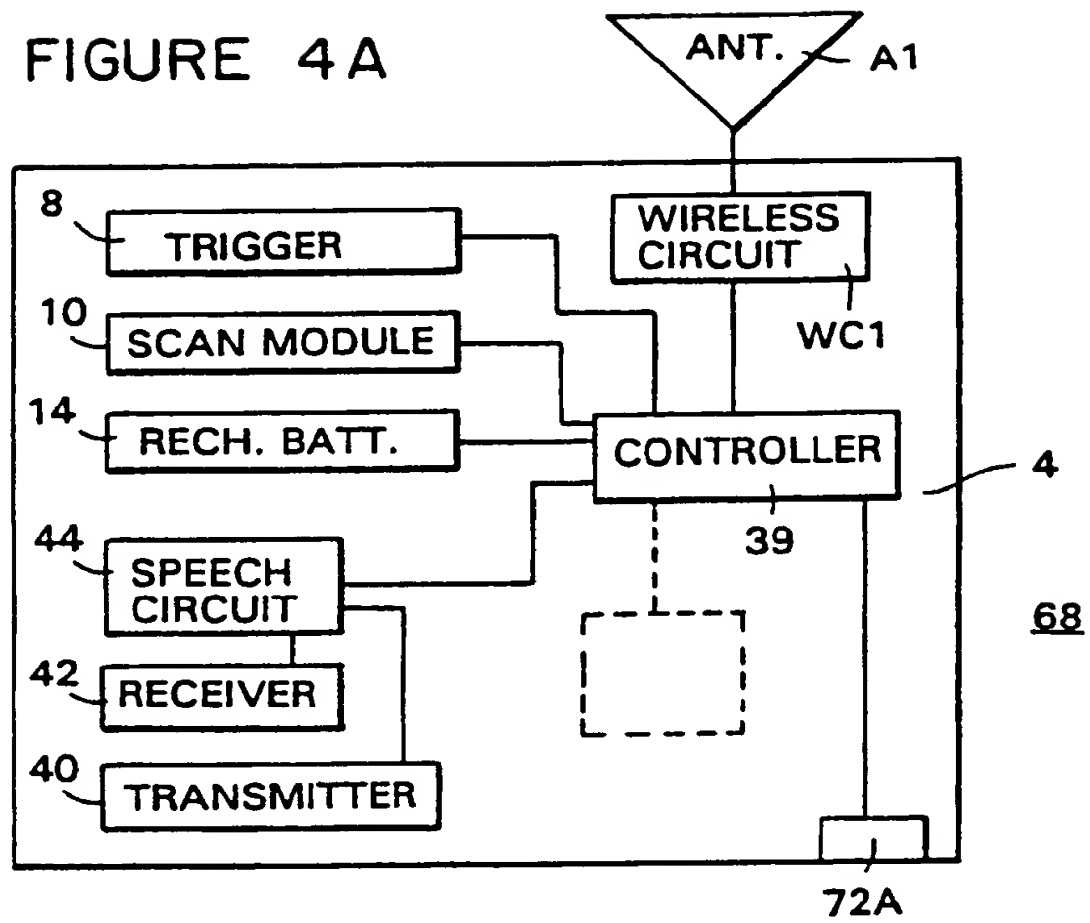 FIGURE 4A
ANT.
A1
8
TRIGGER
WIRELESS
CIRCUIT
WC1
10
SCAN MODULE
14
RECH. BATT.
CONTROLLER
4
39
44
SPEECH
CIRCUIT
68
42
RECEIVER
40
TRANSMITTER
72A